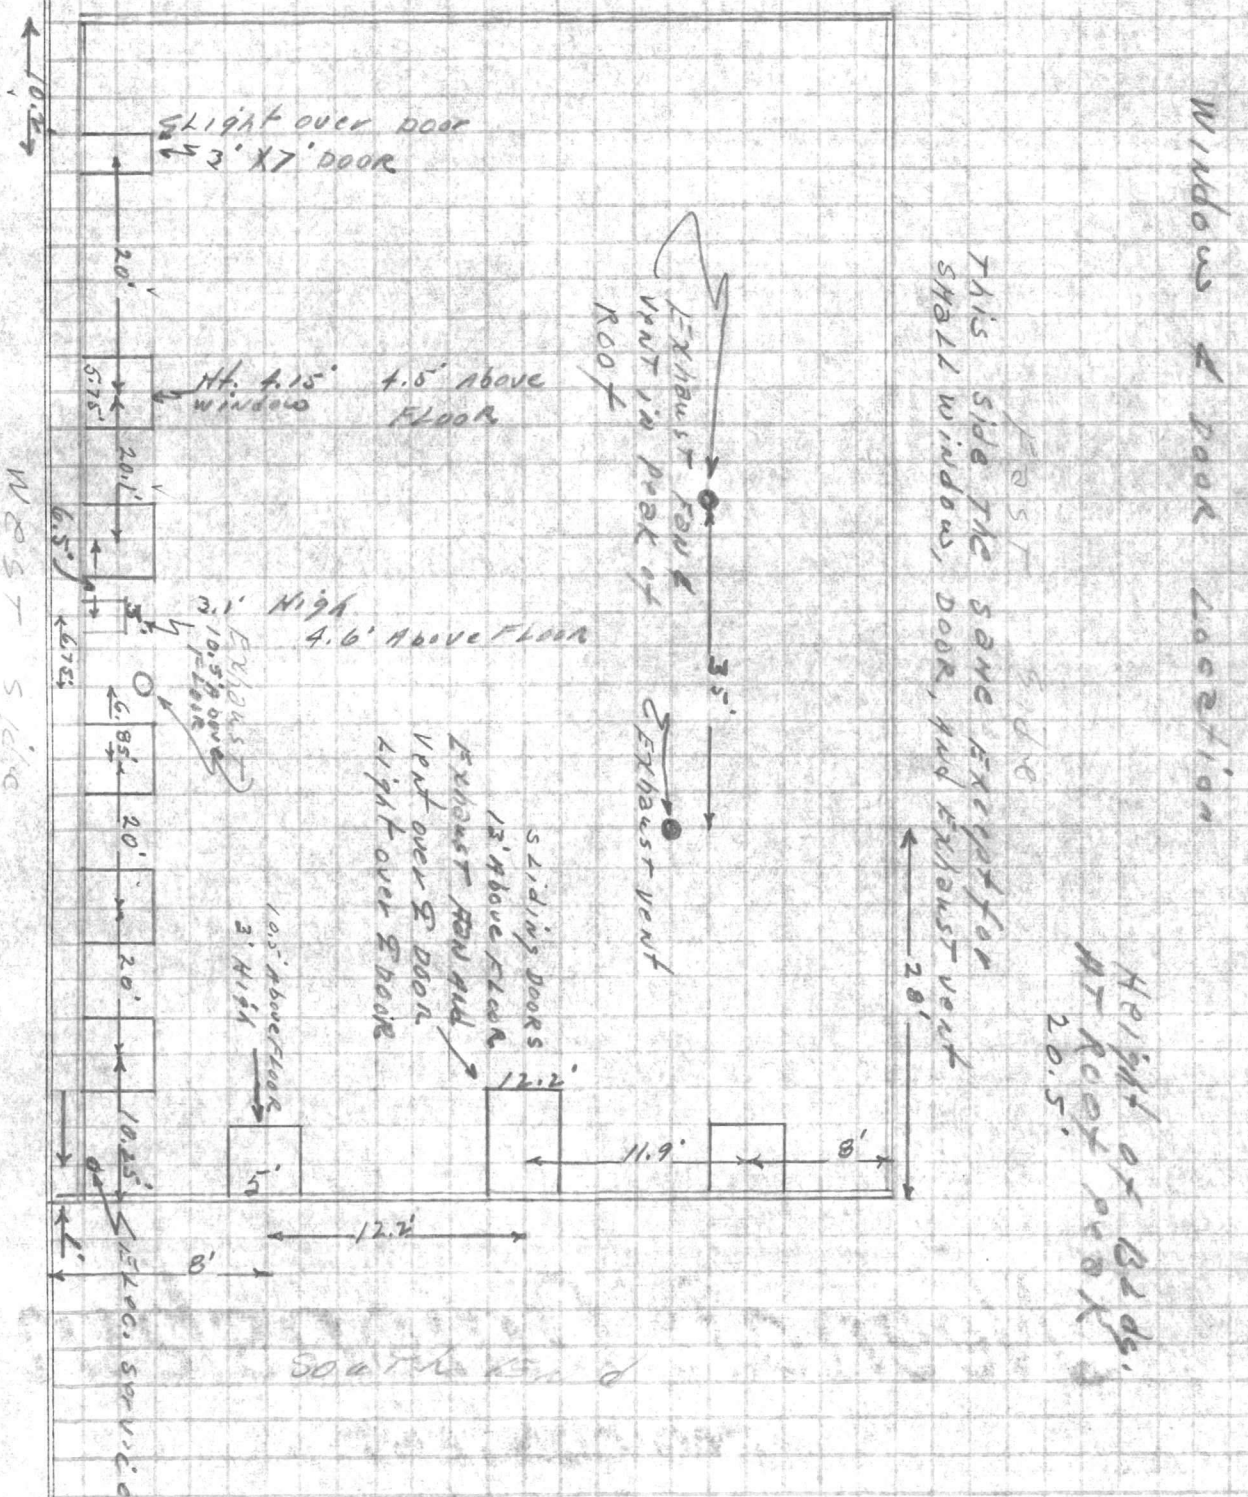 Window & Door Location
East Side
This side the same except for
small window, Door, and Exhaust vent
Height of Bldg.
at Roof peak
20.5'
Light over Door
3' x 7' DOOR
10.2'
20'
Ht. 4.15' 4.5' Above
window FLOOR
5.75'
20.1'
6.5'
3.1' High
4.6' Above Floor
3'
6.75'
Exhaust
10.5' Above
FLOOR
6.85'
20'
20'
10.25'
1'
Elec. service
West Side
Exhaust Fan &
vent in peak of
Roof
35'
Exhaust vent
28'
Sliding Doors
13' Above Floor
Exhaust Fan and
vent over Door
Light over Door
10.5' Above floor
3' High
5'
12.2'
11.9'
8'
12.2'
8'
South End